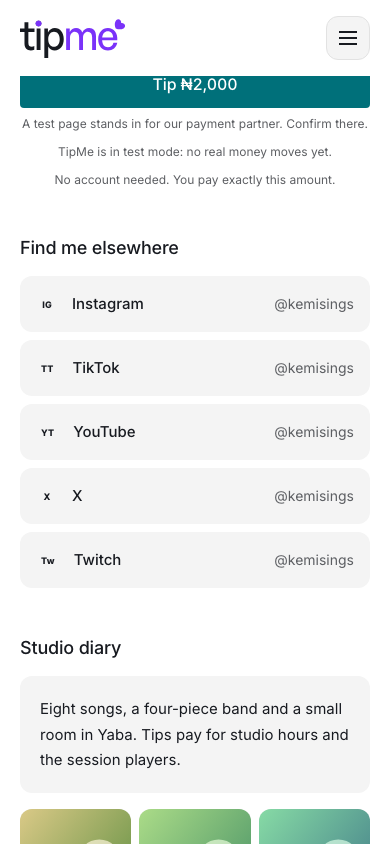 tipme
Tip ₦2,000
A test page stands in for our payment partner. Confirm there.
TipMe is in test mode: no real money moves yet.
No account needed. You pay exactly this amount.
Find me elsewhere
IG Instagram @kemisings
TT TikTok @kemisings
YT YouTube @kemisings
X X @kemisings
Tw Twitch @kemisings
Studio diary
Eight songs, a four-piece band and a small
room in Yaba. Tips pay for studio hours and
the session players.